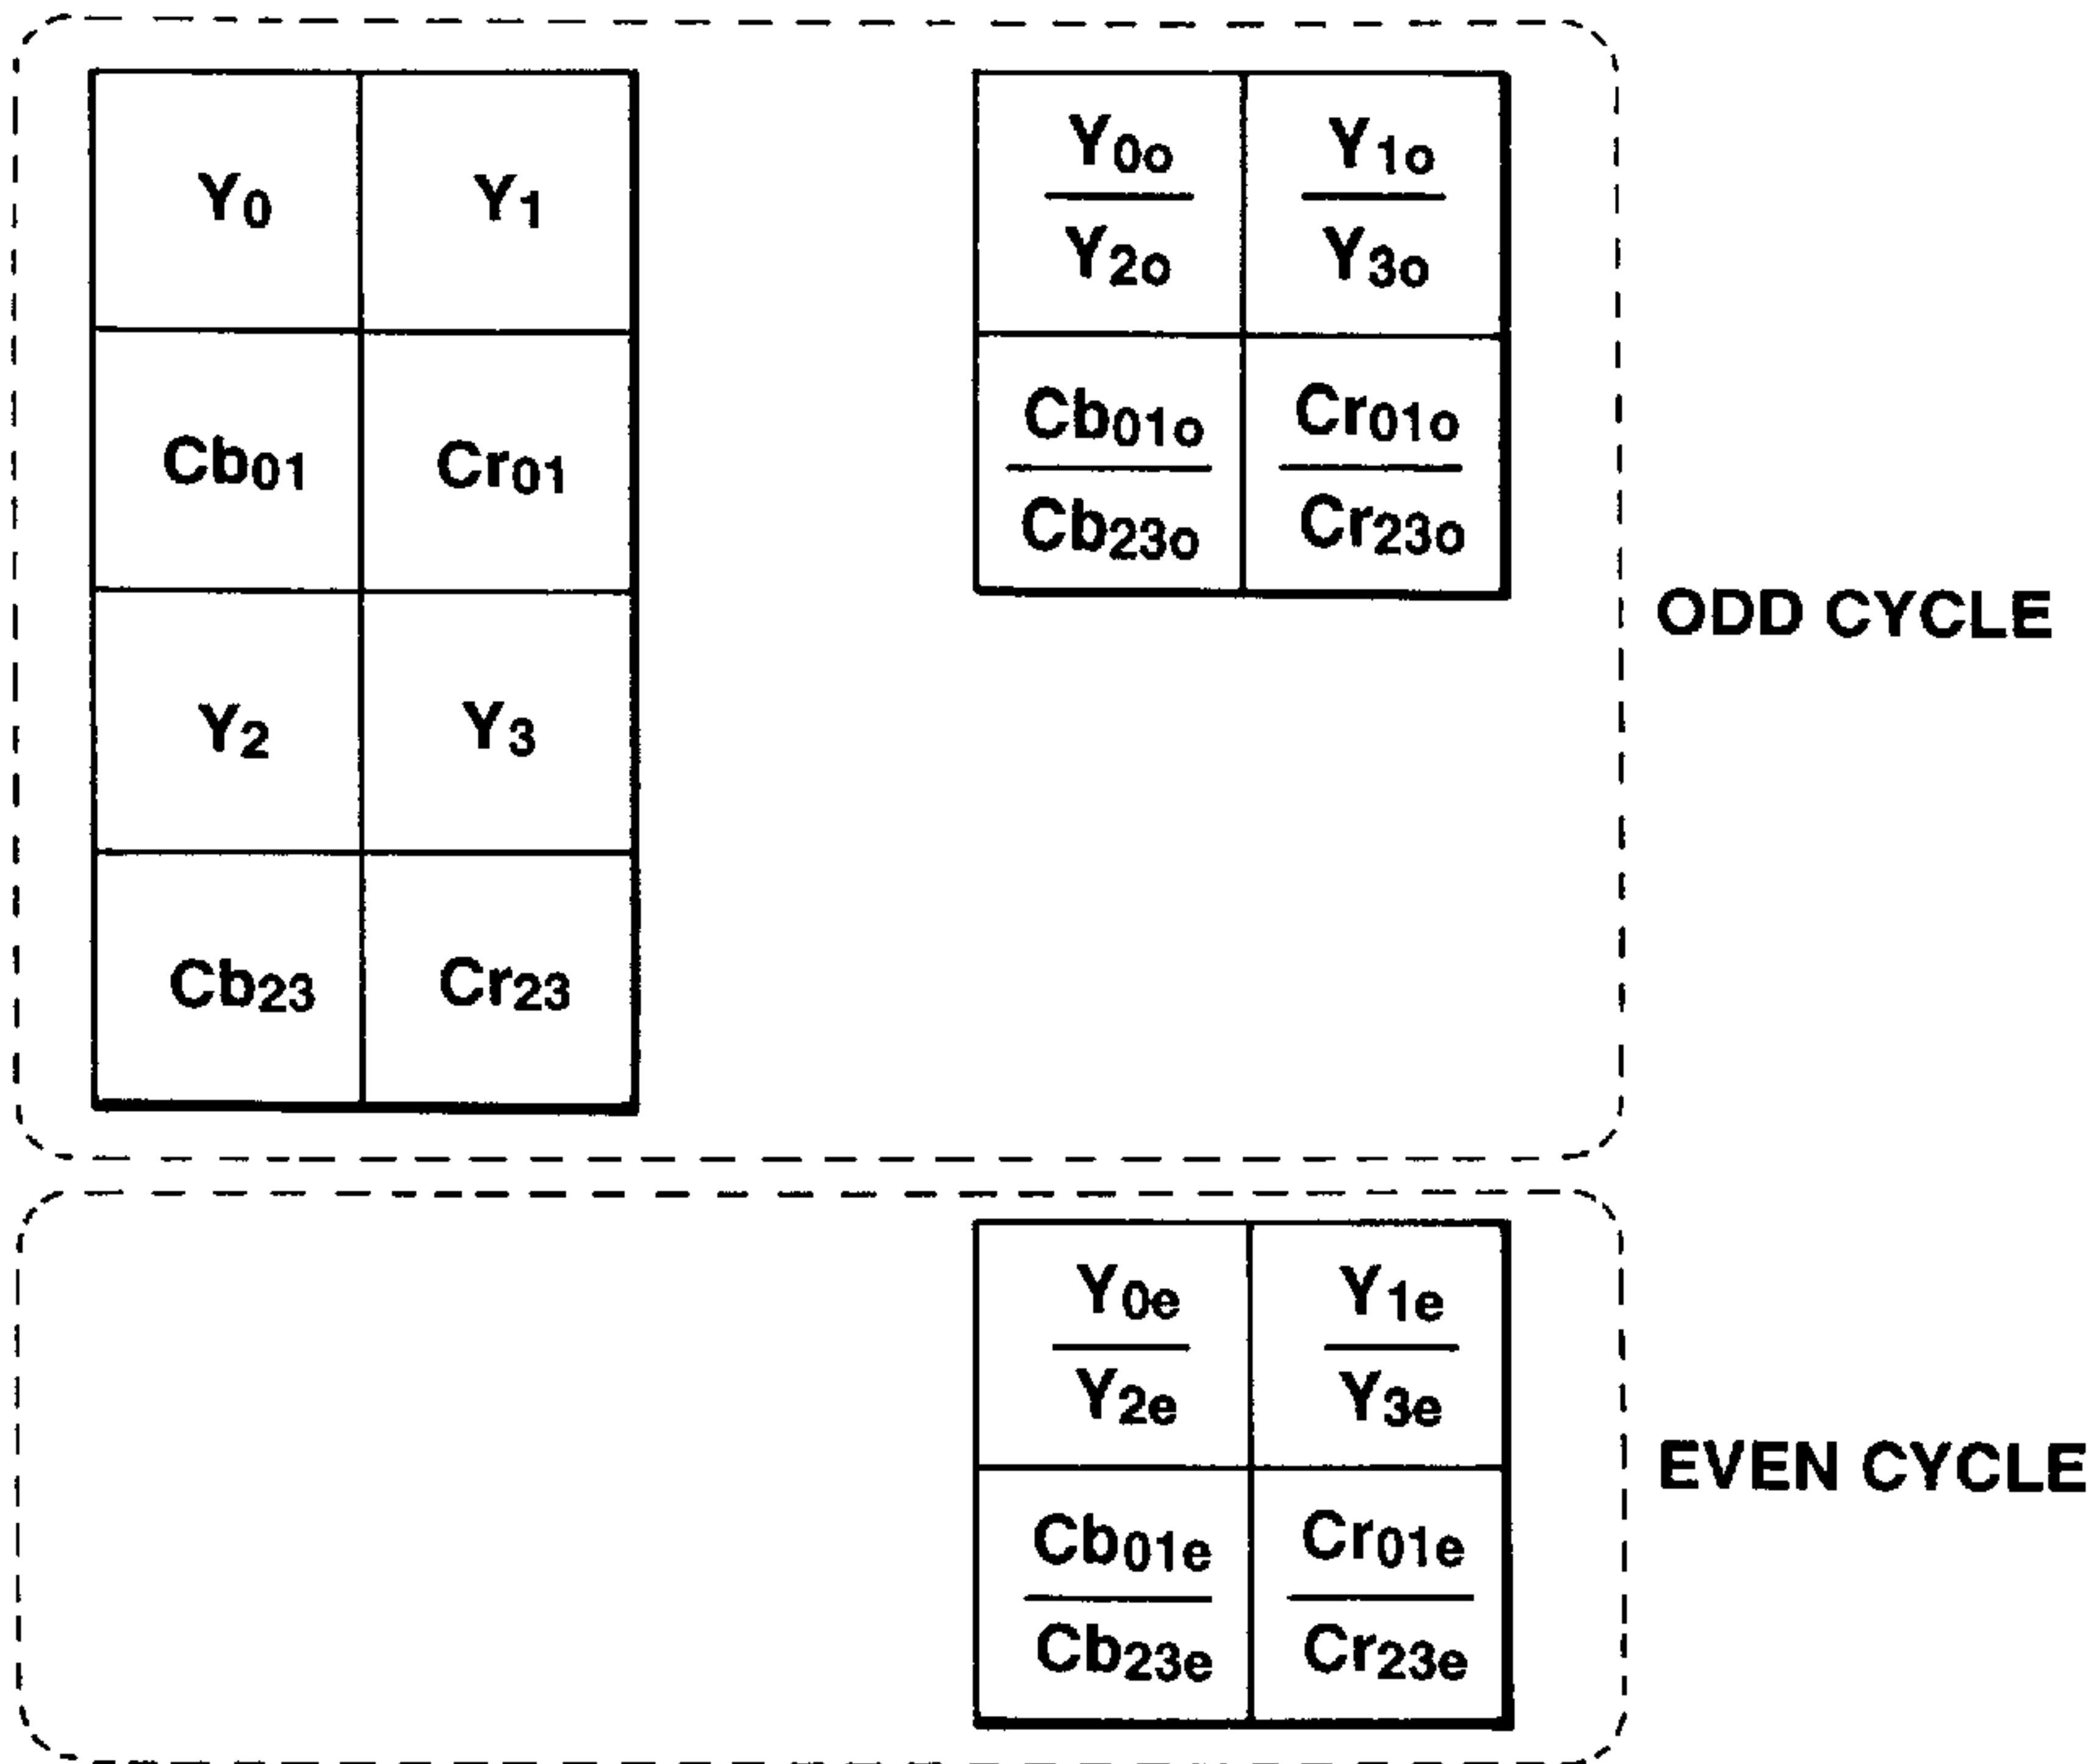 Y0 Y1
Cb01 Cr01
Y2 Y3
Cb23 Cr23
Y0o Y1o
Y2o Y3o
Cb01o Cr01o
Cb23o Cr23o
ODD CYCLE
Y0e Y1e
Y2e Y3e
Cb01e Cr01e
Cb23e Cr23e
EVEN CYCLE